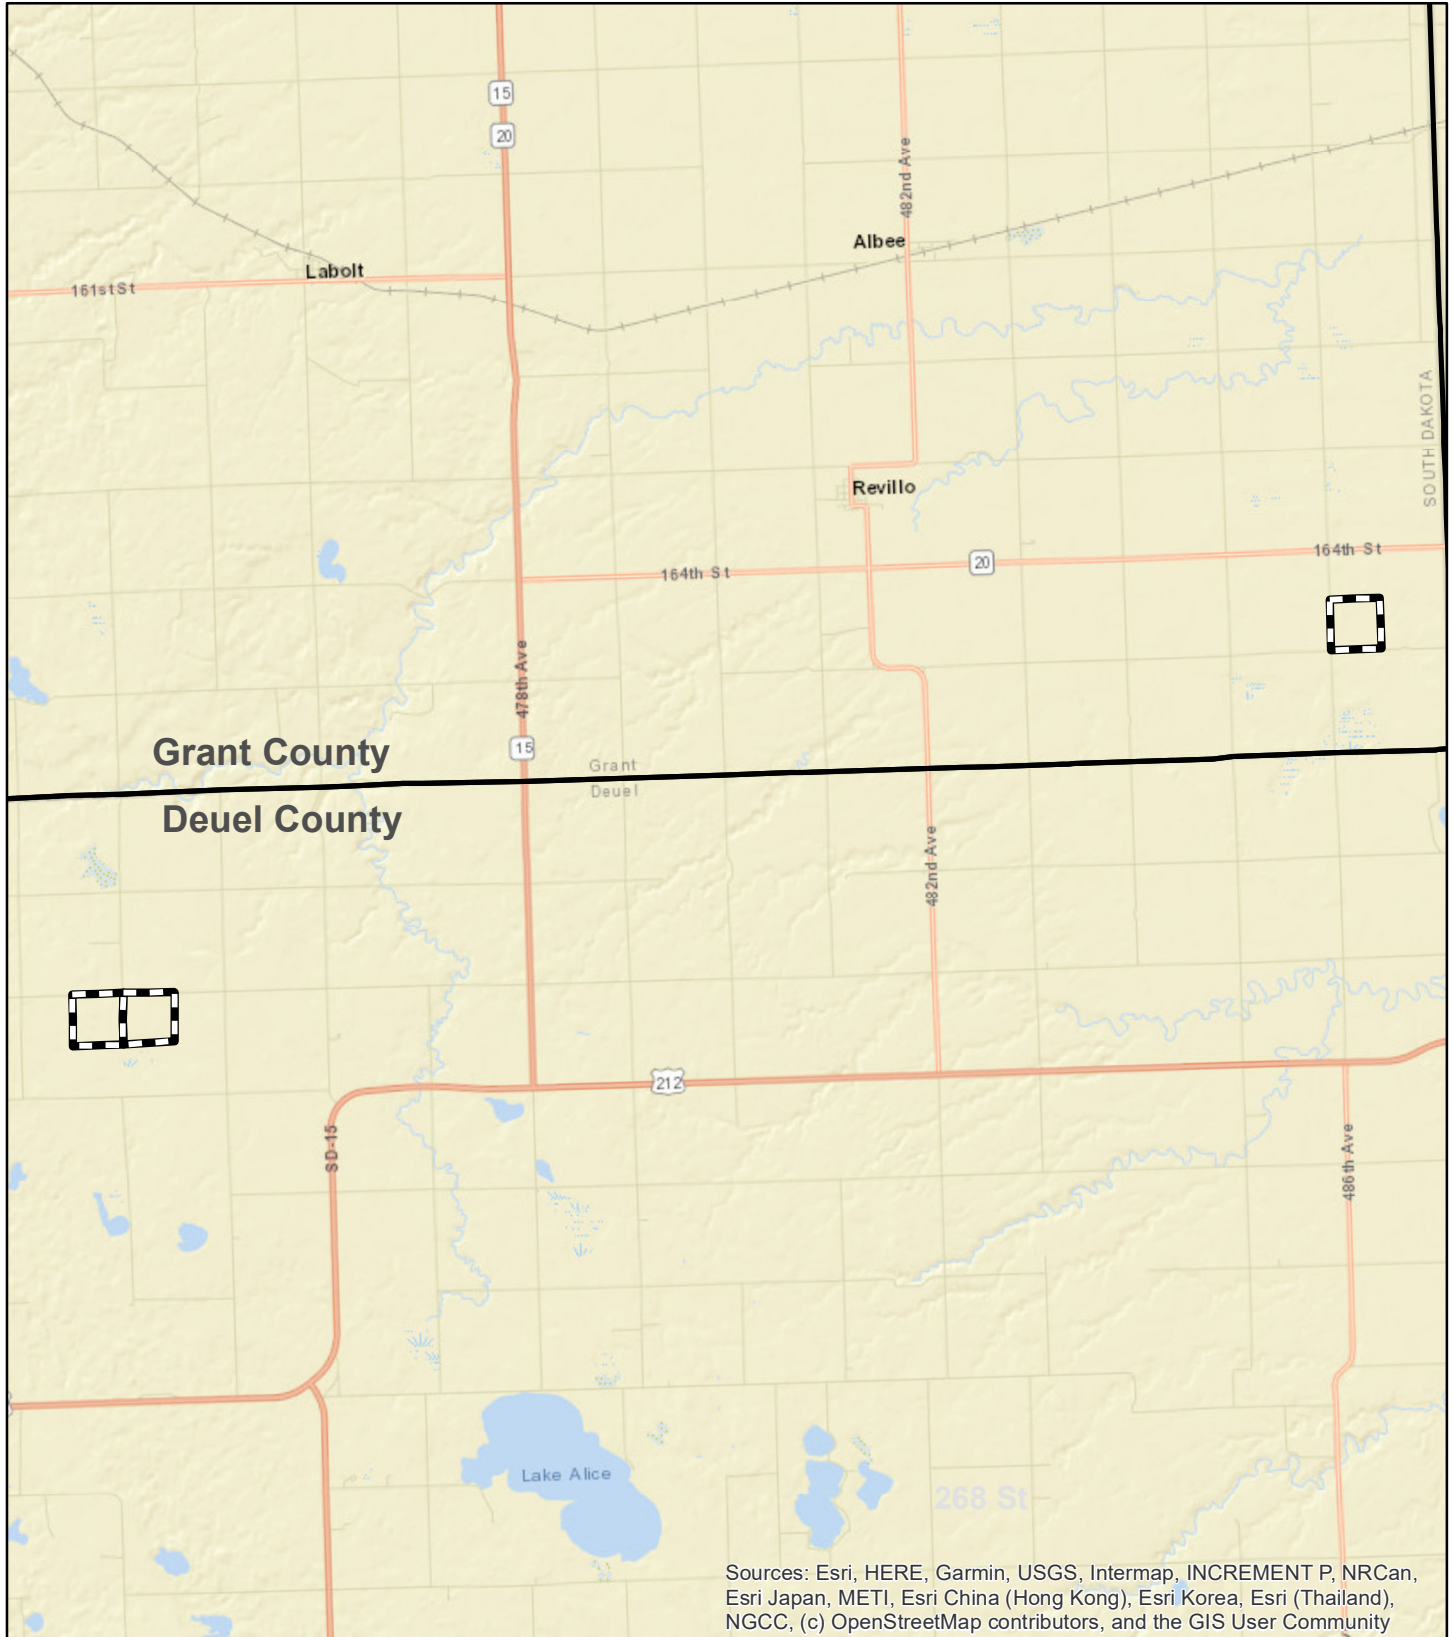 15
20
482nd Ave
Albee
Labolt
161st St
SOUTH DAKOTA
Revillo
164th St
20
164th St
478th Ave
15
Grant County
Grant
Deuel
Deuel County
482nd Ave
212
SD-15
486th Ave
Lake Alice
268 St
Sources: Esri, HERE, Garmin, USGS, Intermap, INCREMENT P, NRCan,
Esri Japan, METI, Esri China (Hong Kong), Esri Korea, Esri (Thailand),
NGCC, (c) OpenStreetMap contributors, and the GIS User Community